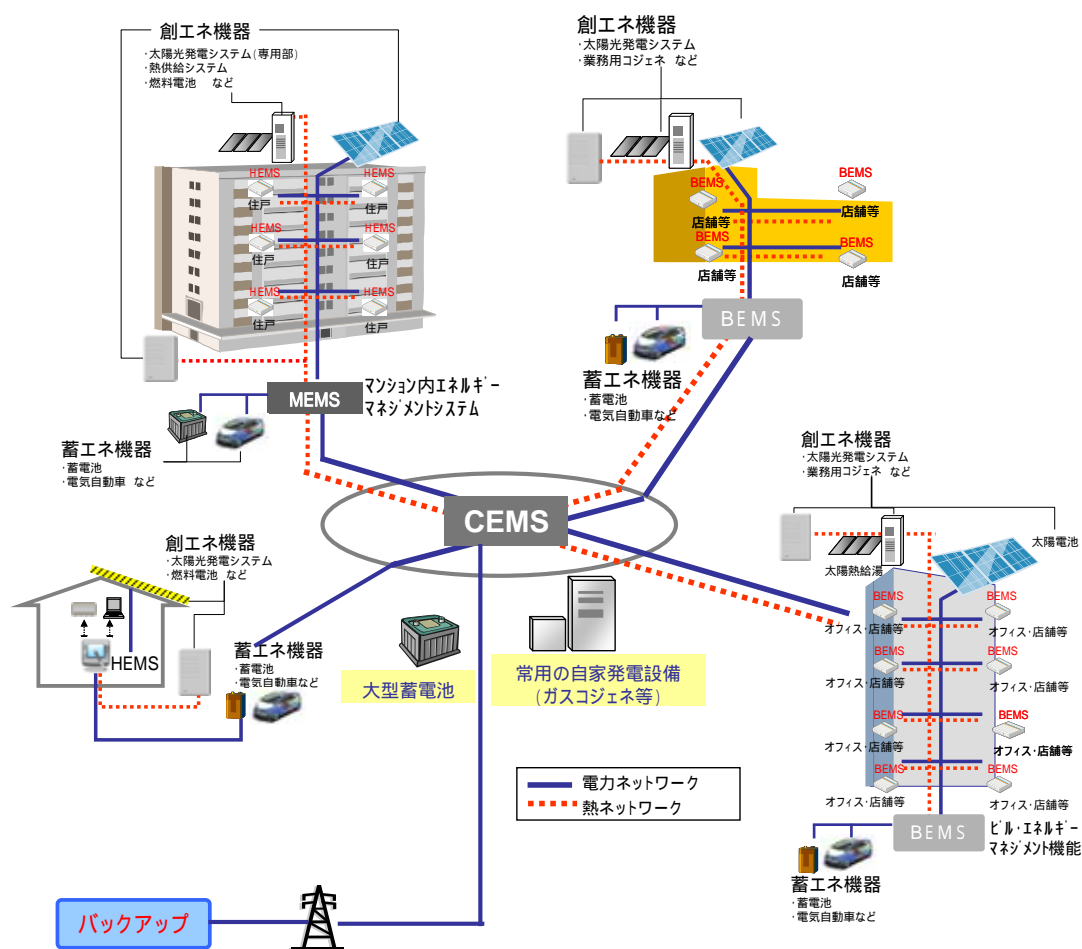 創エネ機器
・太陽光発電システム(専用部)
・熱供給システム
・燃料電池 など
HEMS
HEMS
住戸
住戸
HEMS
HEMS
住戸
住戸
HEMS
HEMS
住戸
住戸
MEMS
マンション内エネルギー
マネジメントシステム
蓄エネ機器
・蓄電池
・電気自動車 など
創エネ機器
・太陽光発電システム
・業務用コジェネ など
BEMS
BEMS
店舗等
店舗等
BEMS
BEMS
店舗等
店舗等
BEMS
蓄エネ機器
・蓄電池
・電気自動車など
CEMS
創エネ機器
・太陽光発電システム
・燃料電池 など
HEMS
蓄エネ機器
・蓄電池
・電気自動車など
大型蓄電池
常用の自家発電設備
(ガスコジェネ等)
創エネ機器
・太陽光発電システム
・業務用コジェネ など
太陽電池
太陽熱給湯
BEMS
BEMS
オフィス・店舗等
オフィス・店舗等
BEMS
BEMS
オフィス・店舗等
オフィス・店舗等
BEMS
BEMS
オフィス・店舗等
オフィス・店舗等
BEMS
BEMS
オフィス・店舗等
オフィス・店舗等
BEMS
ビル・エネルギー
マネジメント機能
蓄エネ機器
・蓄電池
・電気自動車など
電力ネットワーク
熱ネットワーク
バックアップ